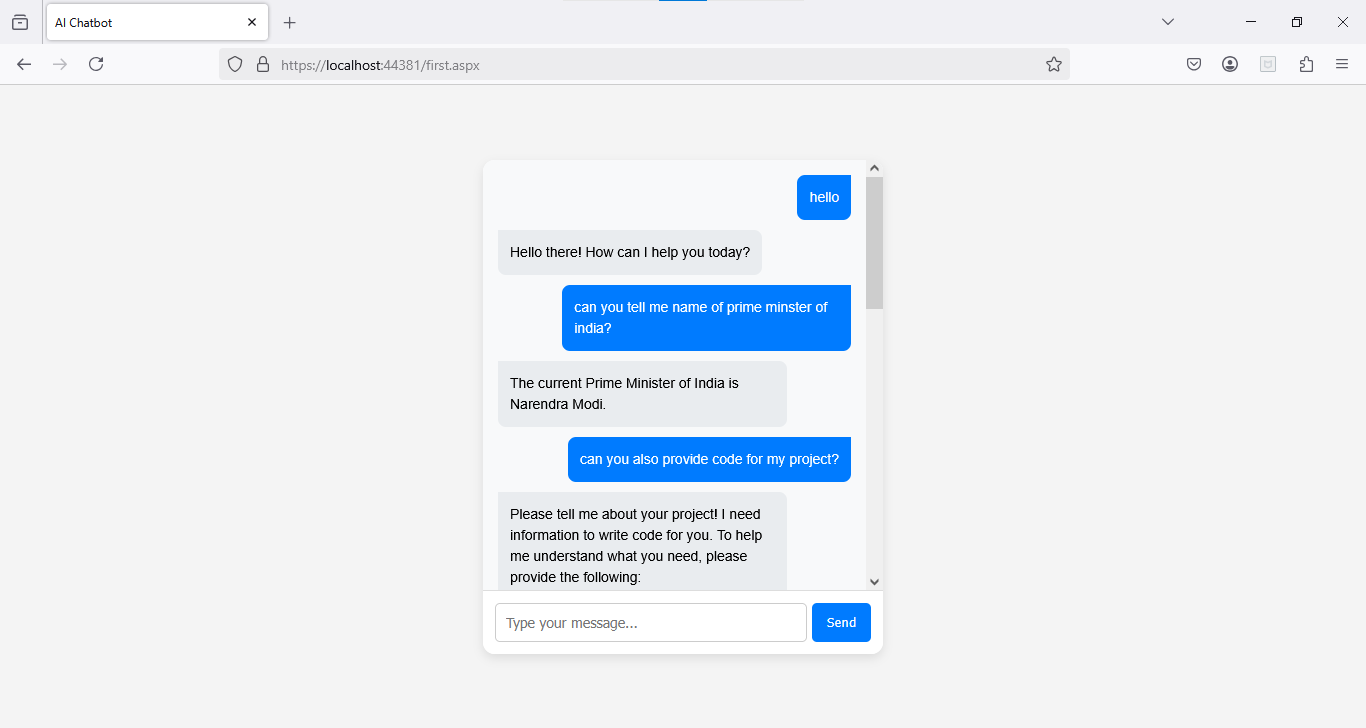 AI Chatbot
https://localhost:44381/first.aspx
hello
Hello there! How can I help you today?
can you tell me name of prime minster of
india?
The current Prime Minister of India is
Narendra Modi.
can you also provide code for my project?
Please tell me about your project! I need
information to write code for you. To help
me understand what you need, please
provide the following:
Type your message...
Send